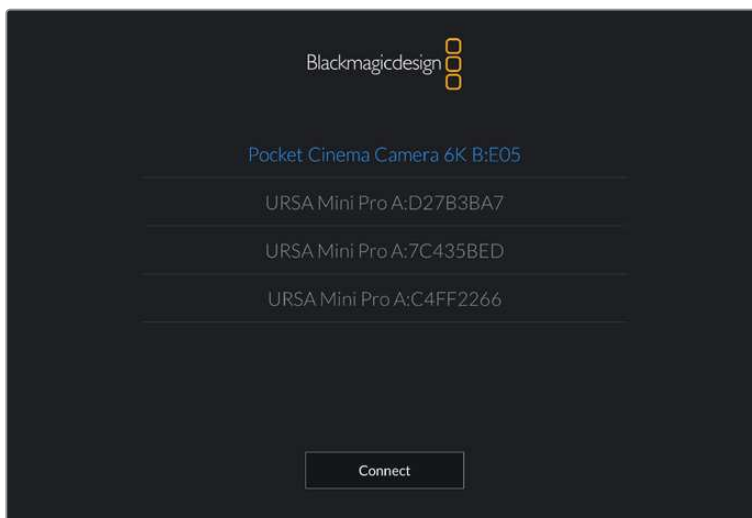 Blackmagicdesign
Pocket Cinema Camera 6K B:E05
URSA Mini Pro A:D27B3BA7
URSA Mini Pro A:7C435BED
URSA Mini Pro A:C4FF2266
Connect